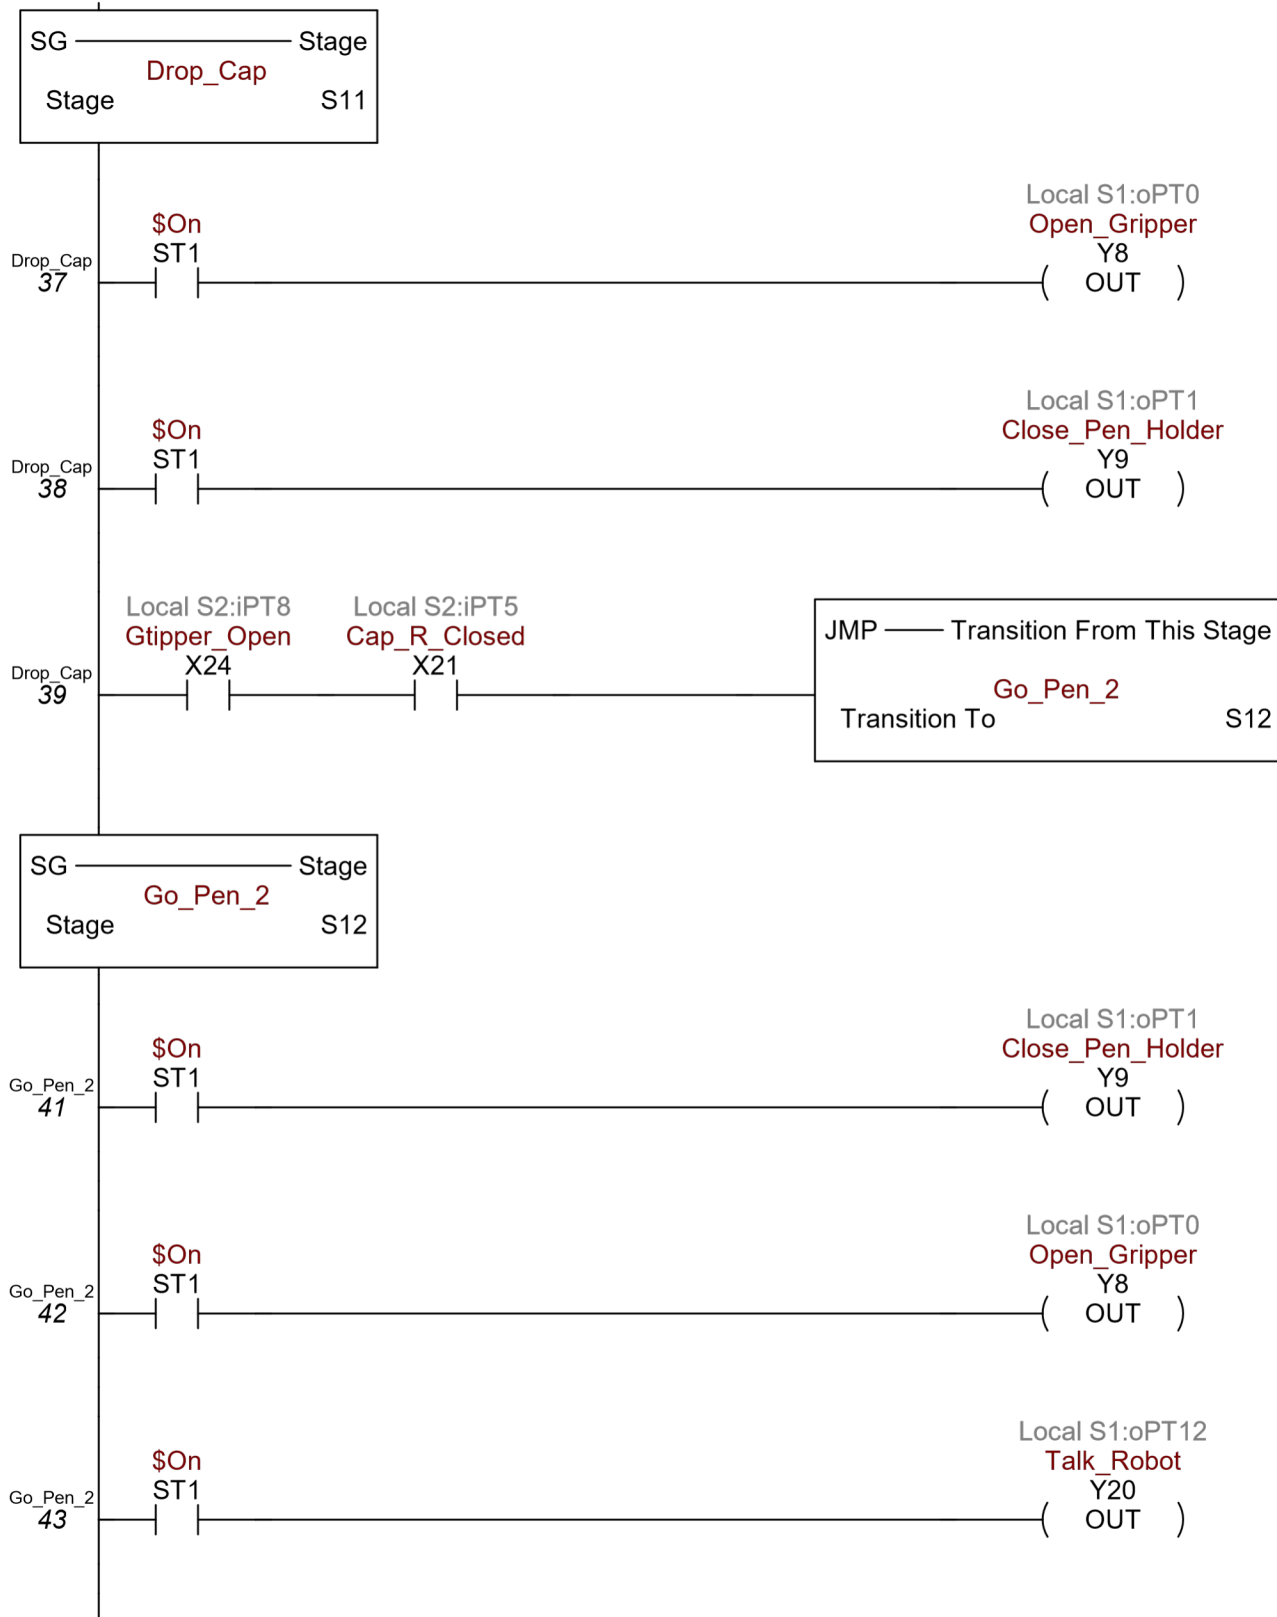 SG Stage
Drop_Cap
Stage S11
Local S1:oPT0
$On Open_Gripper
ST1 Y8
Drop_Cap
37 OUT
Local S1:oPT1
$On Close_Pen_Holder
ST1 Y9
Drop_Cap
38 OUT
Local S2:iPT8 Local S2:iPT5
Gtipper_Open Cap_R_Closed JMP Transition From This Stage
X24 X21
Drop_Cap Go_Pen_2
39 Transition To S12
SG Stage
Go_Pen_2
Stage S12
Local S1:oPT1
$On Close_Pen_Holder
ST1 Y9
Go_Pen_2
41 OUT
Local S1:oPT0
$On Open_Gripper
ST1 Y8
Go_Pen_2
42 OUT
Local S1:oPT12
$On Talk_Robot
ST1 Y20
Go_Pen_2
43 OUT